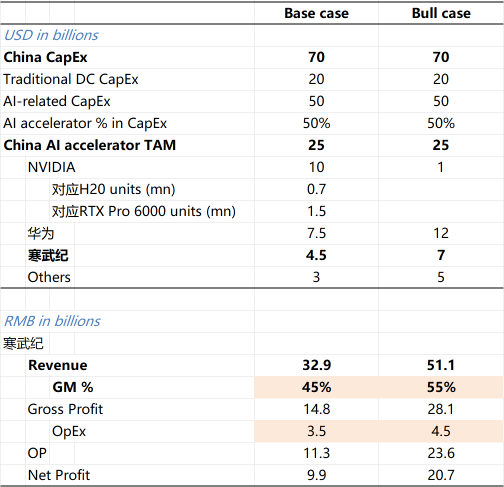 Base case Bull case
USD in billions
China CapEx 70 70
Traditional DC CapEx 20 20
AI-related CapEx 50 50
AI accelerator % in CapEx 50% 50%
China AI accelerator TAM 25 25
NVIDIA 10 1
对应H20 units (mn) 0.7
对应RTX Pro 6000 units (mn) 1.5
华为 7.5 12
寒武纪 4.5 7
Others 3 5
RMB in billions
寒武纪
Revenue 32.9 51.1
GM % 45% 55%
Gross Profit 14.8 28.1
OpEx 3.5 4.5
OP 11.3 23.6
Net Profit 9.9 20.7